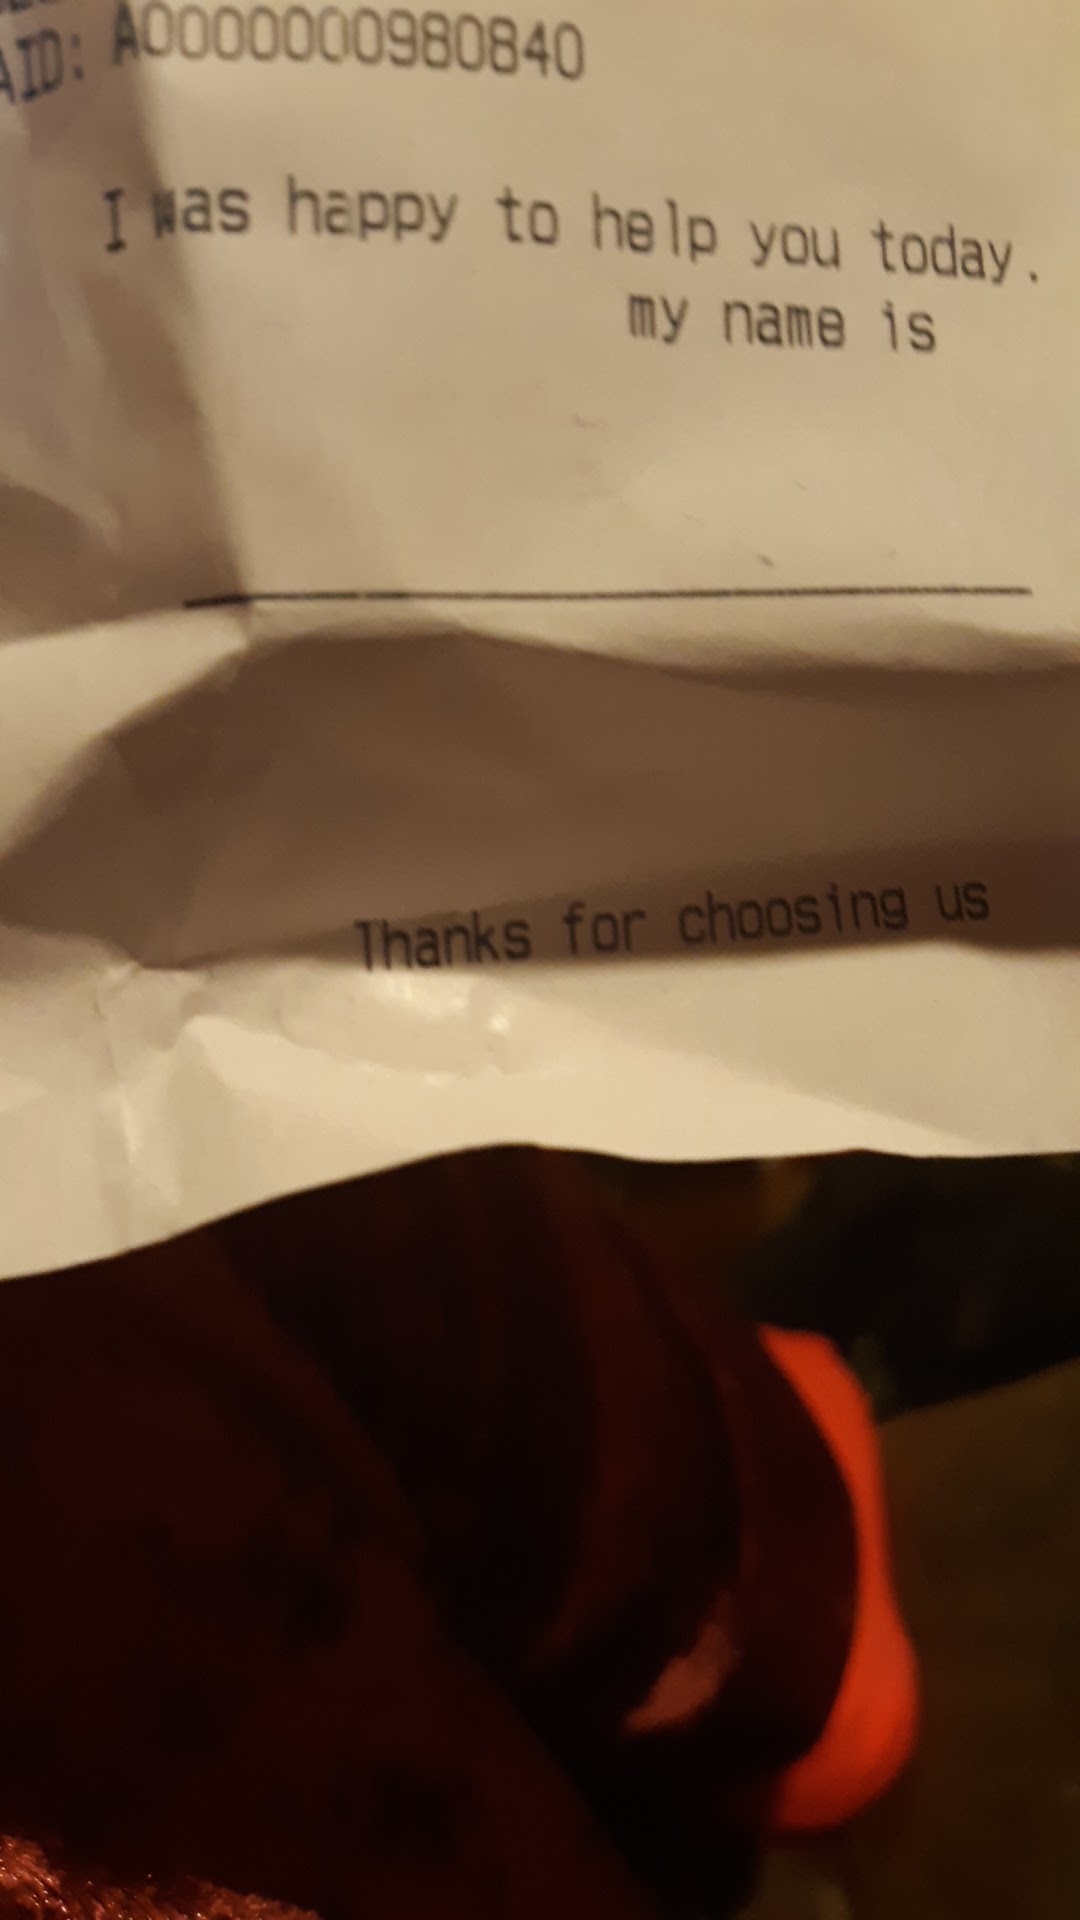 AID: A0000000980840
I was happy to help you today.
my name is
Thanks for choosing us